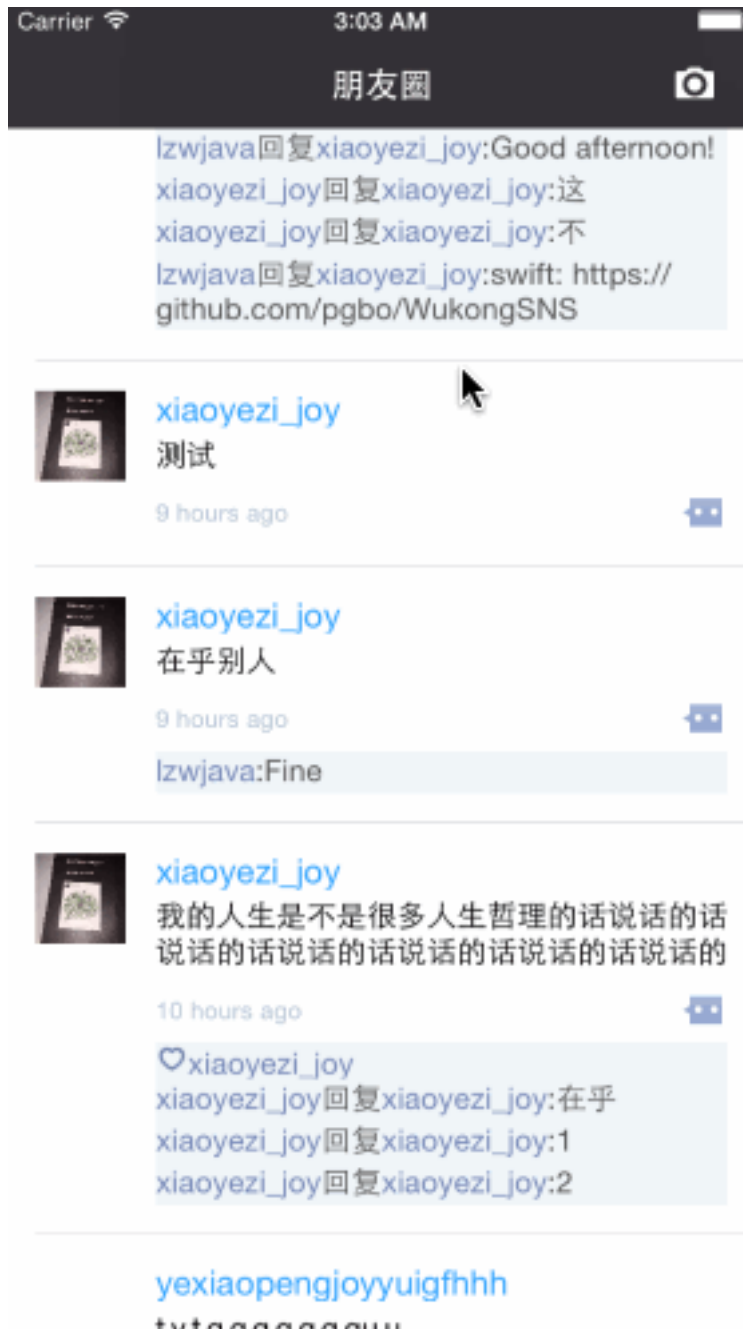 Carrier
3:03 AM
朋友圈
lzwjava回复xiaoyezi_joy:Good afternoon!
xiaoyezi_joy回复xiaoyezi_joy:这
xiaoyezi_joy回复xiaoyezi_joy:不
lzwjava回复xiaoyezi_joy:swift: https://
github.com/pgbo/WukongSNS
xiaoyezi_joy
测试
9 hours ago
xiaoyezi_joy
在乎别人
9 hours ago
lzwjava:Fine
xiaoyezi_joy
我的人生是不是很多人生哲理的话说话的话
说话的话说话的话说话的话说话的话说话的
10 hours ago
xiaoyezi_joy
xiaoyezi_joy回复xiaoyezi_joy:在乎
xiaoyezi_joy回复xiaoyezi_joy:1
xiaoyezi_joy回复xiaoyezi_joy:2
yexiaopengjoyyuigfhhh